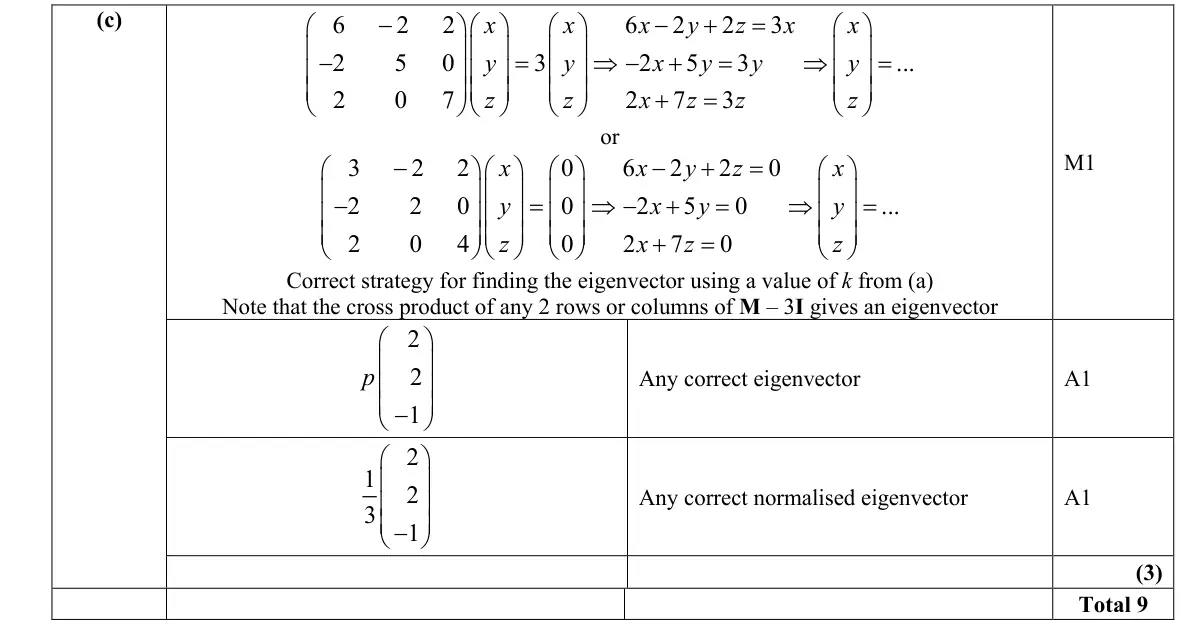 (c)
( 6 −2 2 ) ( x ) ( x ) 6x − 2y + 2z = 3x ( x )
( −2 5 0 ) ( y ) = 3 ( y ) ⇒ −2x + 5y = 3y ⇒ ( y ) = ...
( 2 0 7 ) ( z ) ( z ) 2x + 7z = 3z ( z )
or
( 3 −2 2 ) ( x ) ( 0 ) 6x − 2y + 2z = 0 ( x )
( −2 2 0 ) ( y ) = ( 0 ) ⇒ −2x + 5y = 0 ⇒ ( y ) = ...
( 2 0 4 ) ( z ) ( 0 ) 2x + 7z = 0 ( z )
Correct strategy for finding the eigenvector using a value of k from (a)
Note that the cross product of any 2 rows or columns of M – 3I gives an eigenvector
M1
p ( 2
2
−1 )
Any correct eigenvector
A1
1/3 ( 2
2
−1 )
Any correct normalised eigenvector
A1
(3)
Total 9